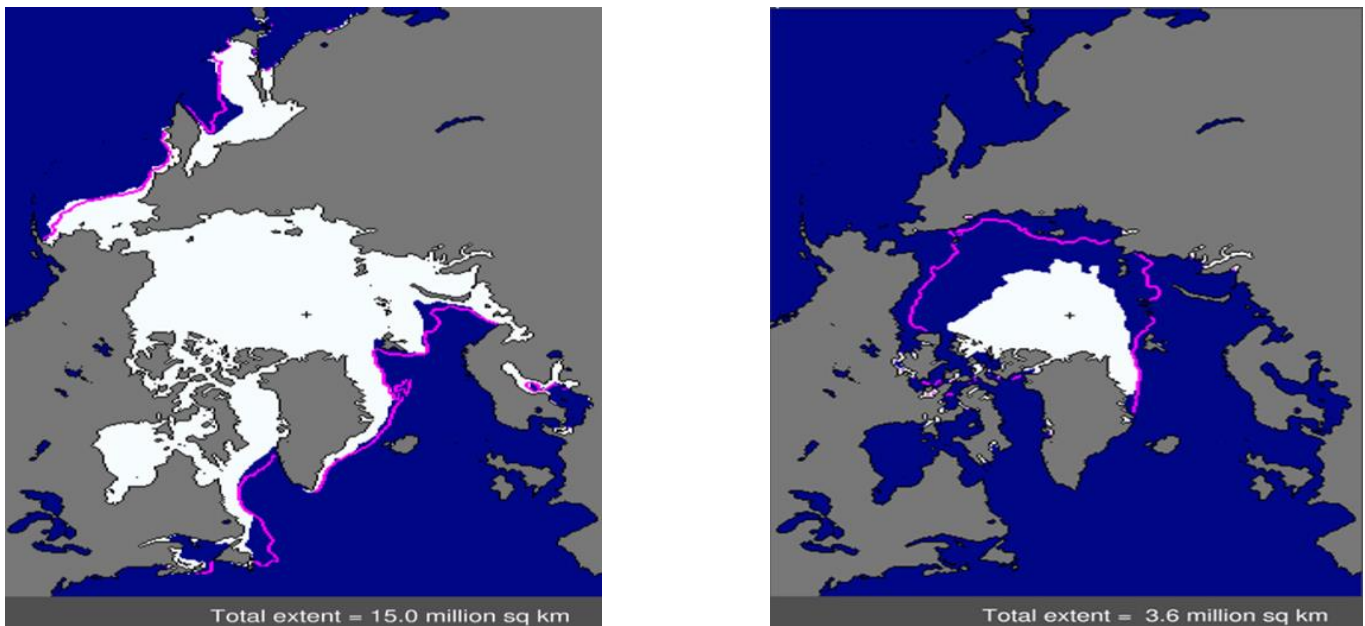 Total extent = 15.0 million sq km
Total extent = 3.6 million sq km